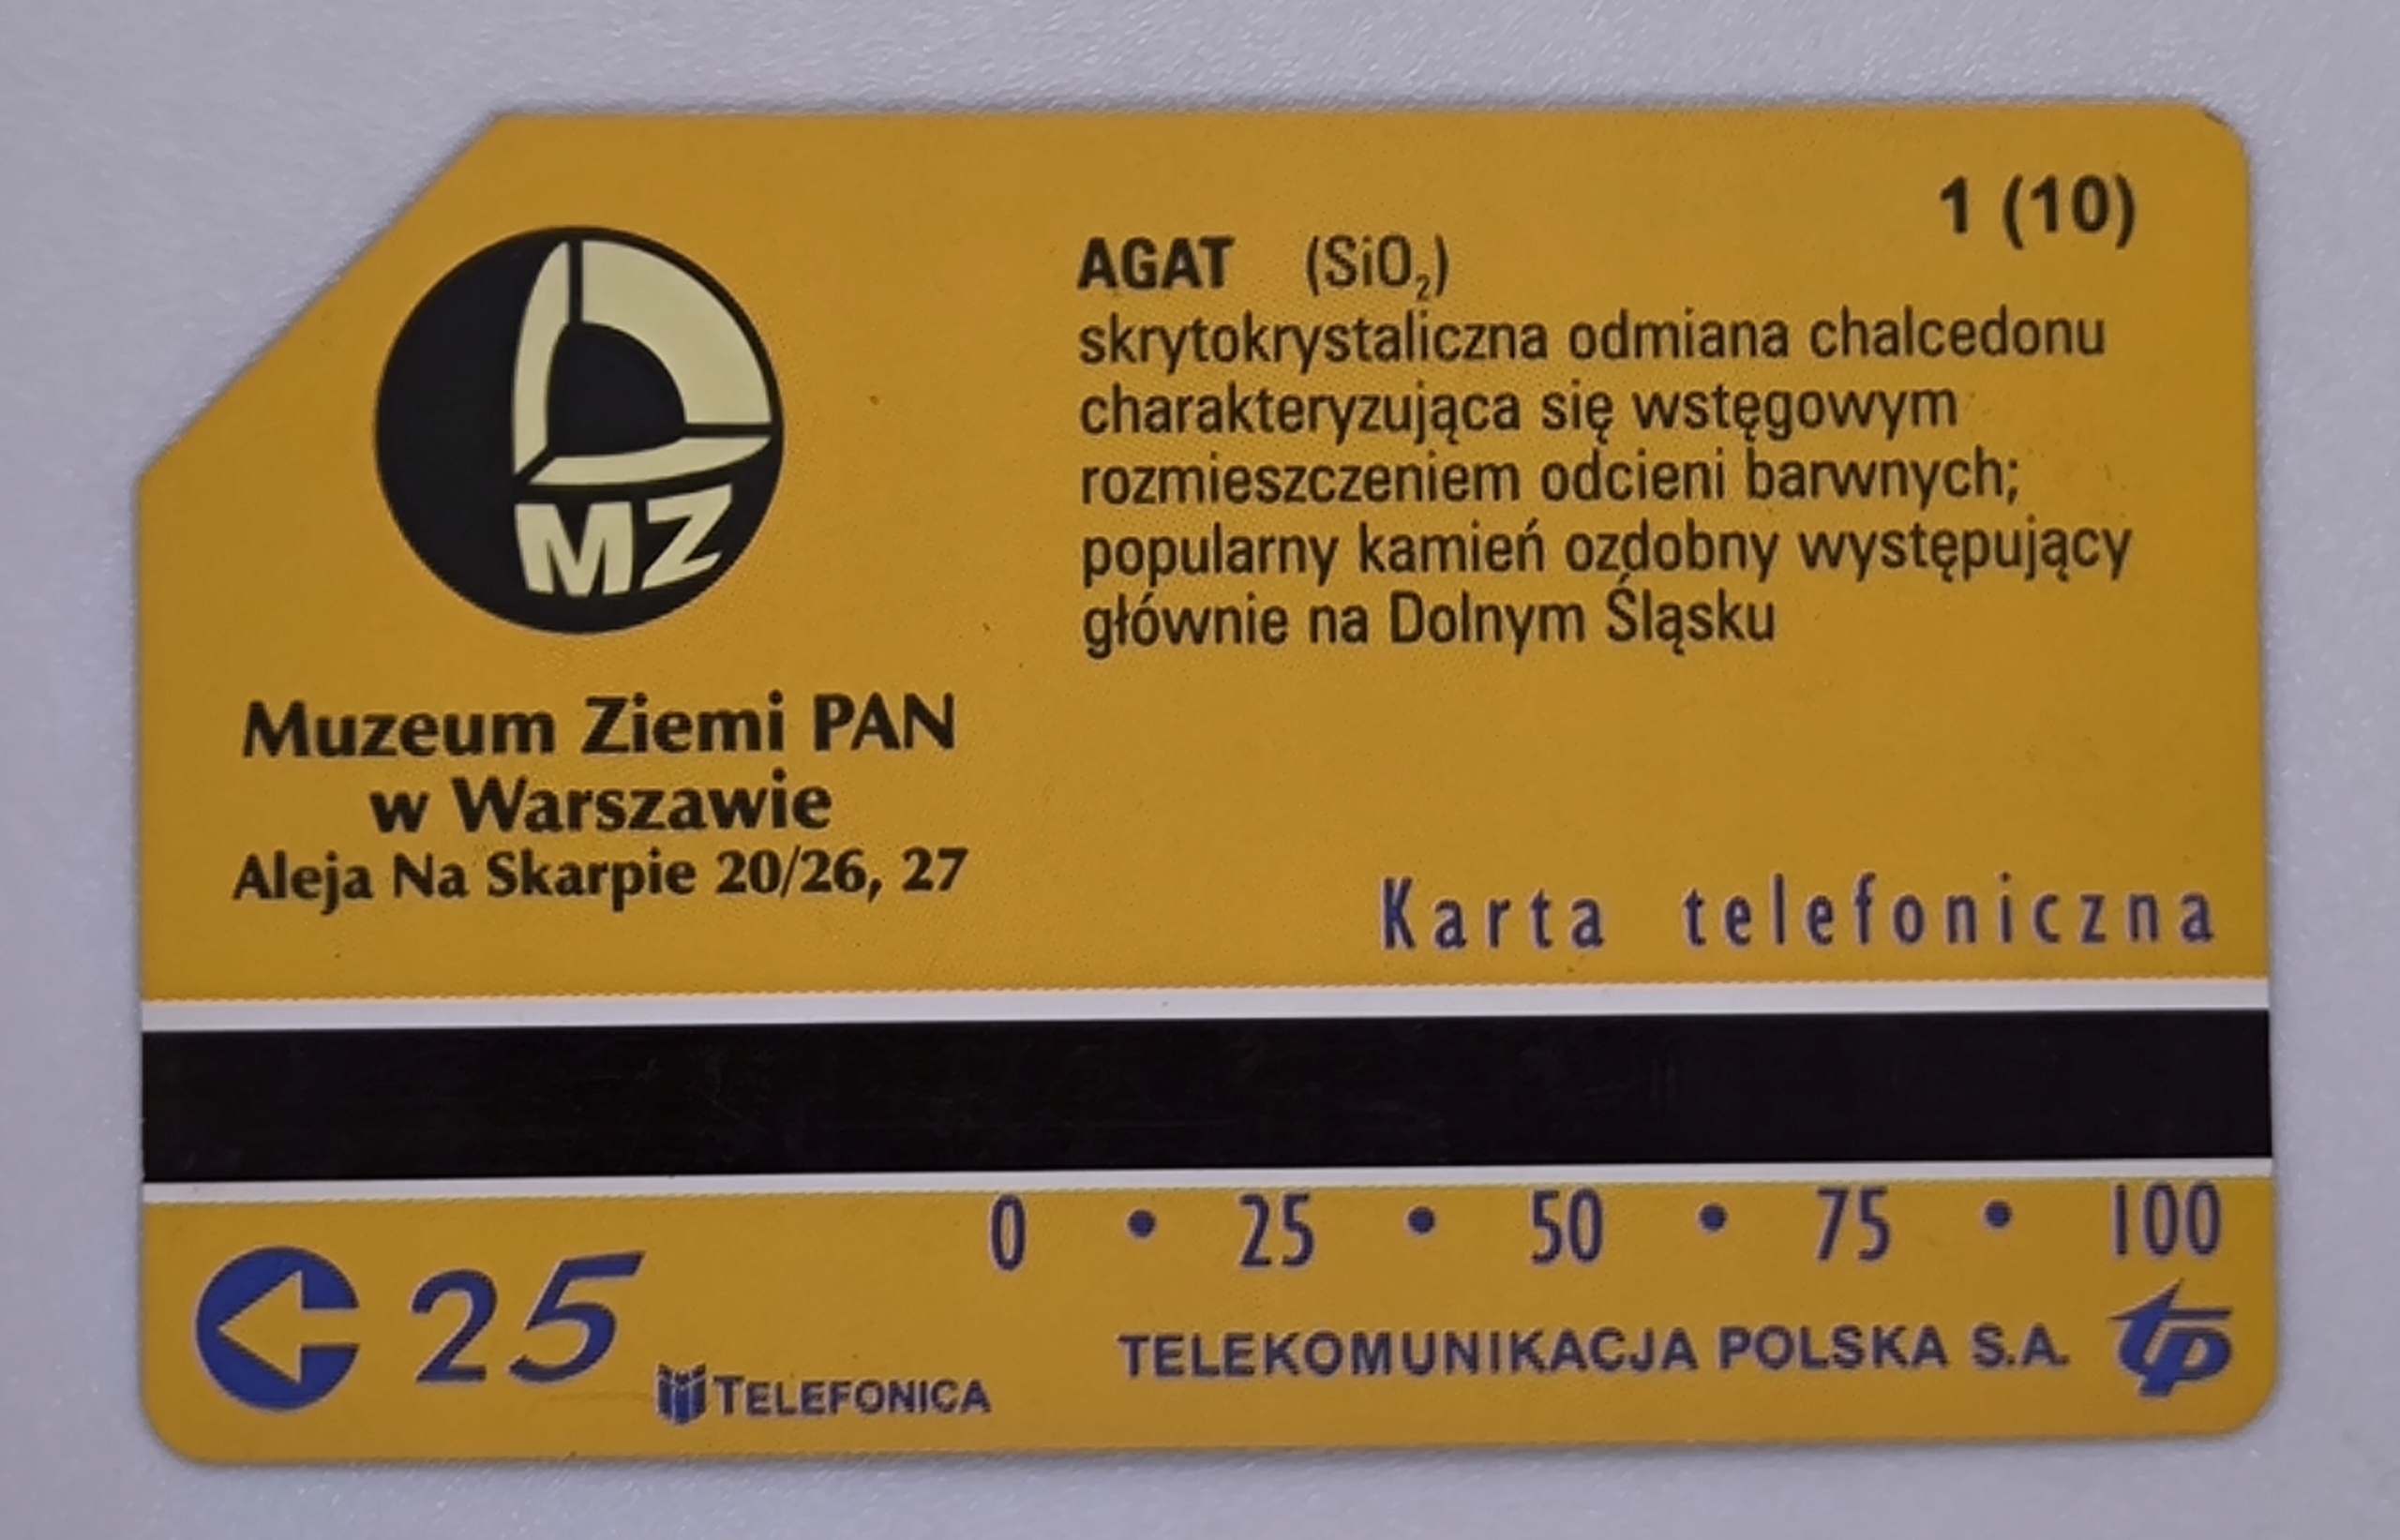 MZ
Muzeum Ziemi PAN
w Warszawie
Aleja Na Skarpie 20/26, 27
1 (10)
AGAT (SiO₂)
skrytokrystaliczna odmiana chalcedonu
charakteryzująca się wstęgowym
rozmieszczeniem odcieni barwnych;
popularny kamień ozdobny występujący
głównie na Dolnym Śląsku
Karta telefoniczna
0 • 25 • 50 • 75 • 100
25
TELEFONICA
TELEKOMUNIKACJA POLSKA S.A. tp